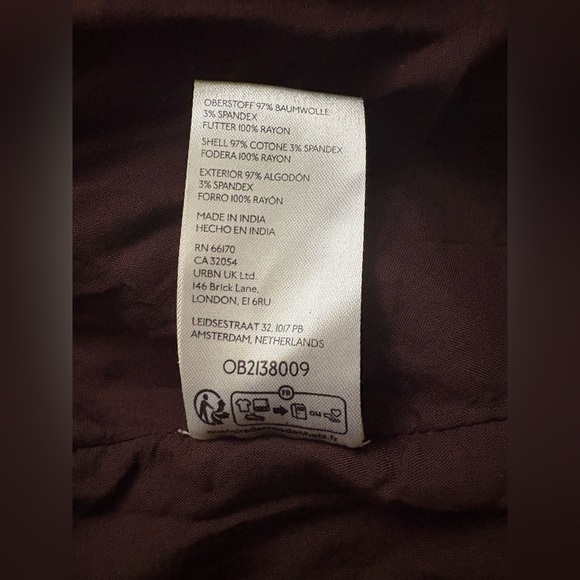 OBERSTOFF 97% BAUMWOLLE
3% SPANDEX
FUTTER 100% RAYON
SHELL 97% COTONE 3% SPANDEX
FODERA 100% RAYON
EXTERIOR 97% ALGODÓN
3% SPANDEX
FORRO 100% RAYÓN
MADE IN INDIA
HECHO EN INDIA
RN 66170
CA 32054
URBN UK Ltd.
146 Brick Lane,
LONDON, E1 6RU
LEIDSESTRAAT 32, 1017 PB
AMSTERDAM, NETHERLANDS
OB2138009
FR
OU